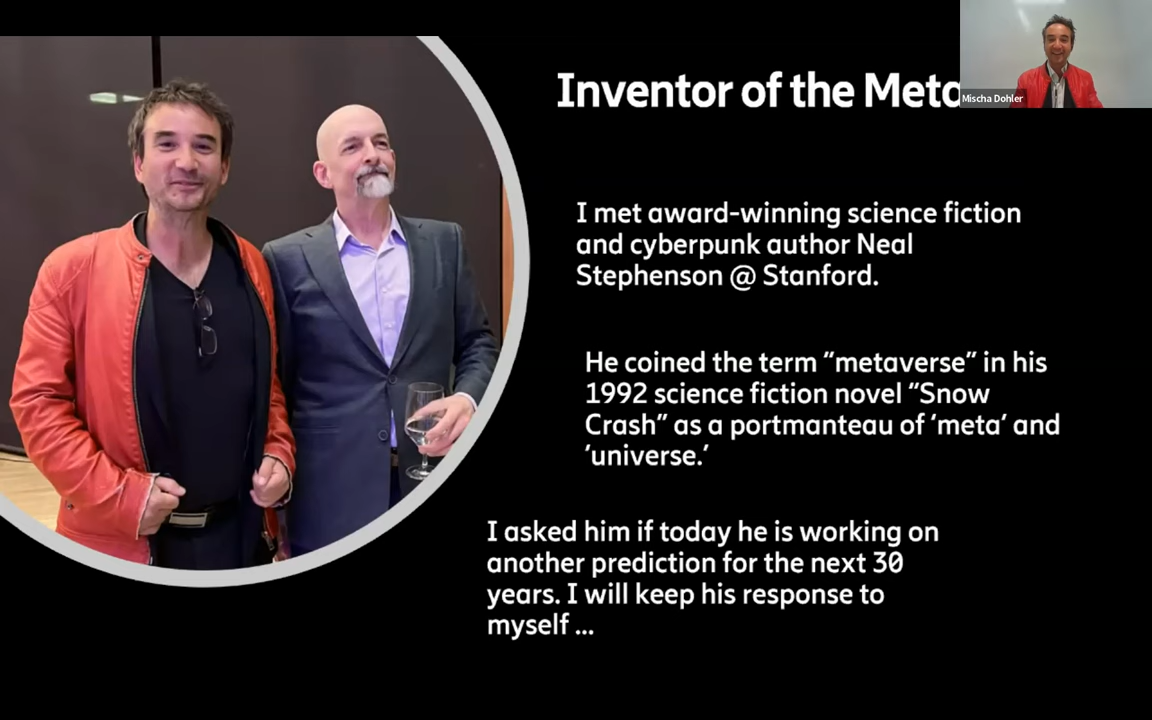 Inventor of the Meta
Mischa Dohler
I met award-winning science fiction
and cyberpunk author Neal
Stephenson @ Stanford.
He coined the term “metaverse” in his
1992 science fiction novel “Snow
Crash” as a portmanteau of ‘meta’ and
‘universe.’
I asked him if today he is working on
another prediction for the next 30
years. I will keep his response to
myself ...